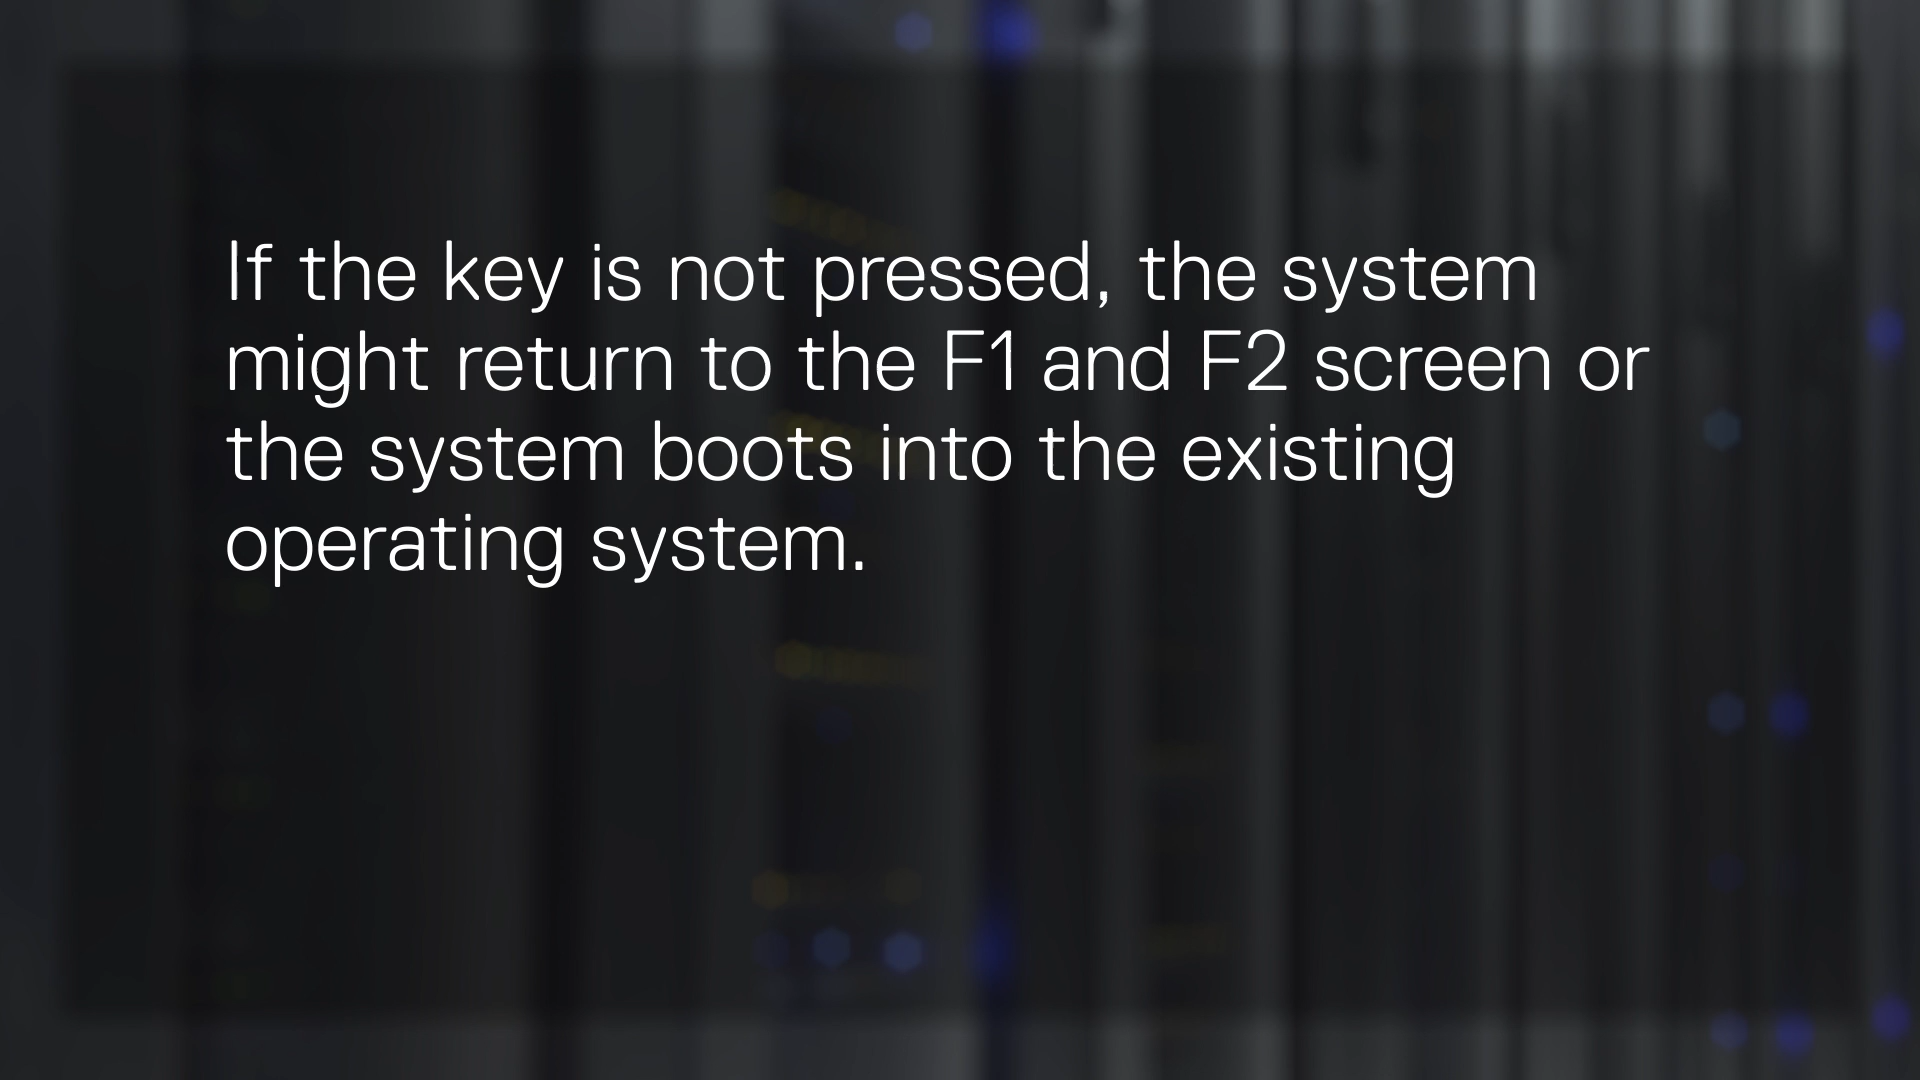 If the key is not pressed, the system
might return to the F1 and F2 screen or
the system boots into the existing
operating system.